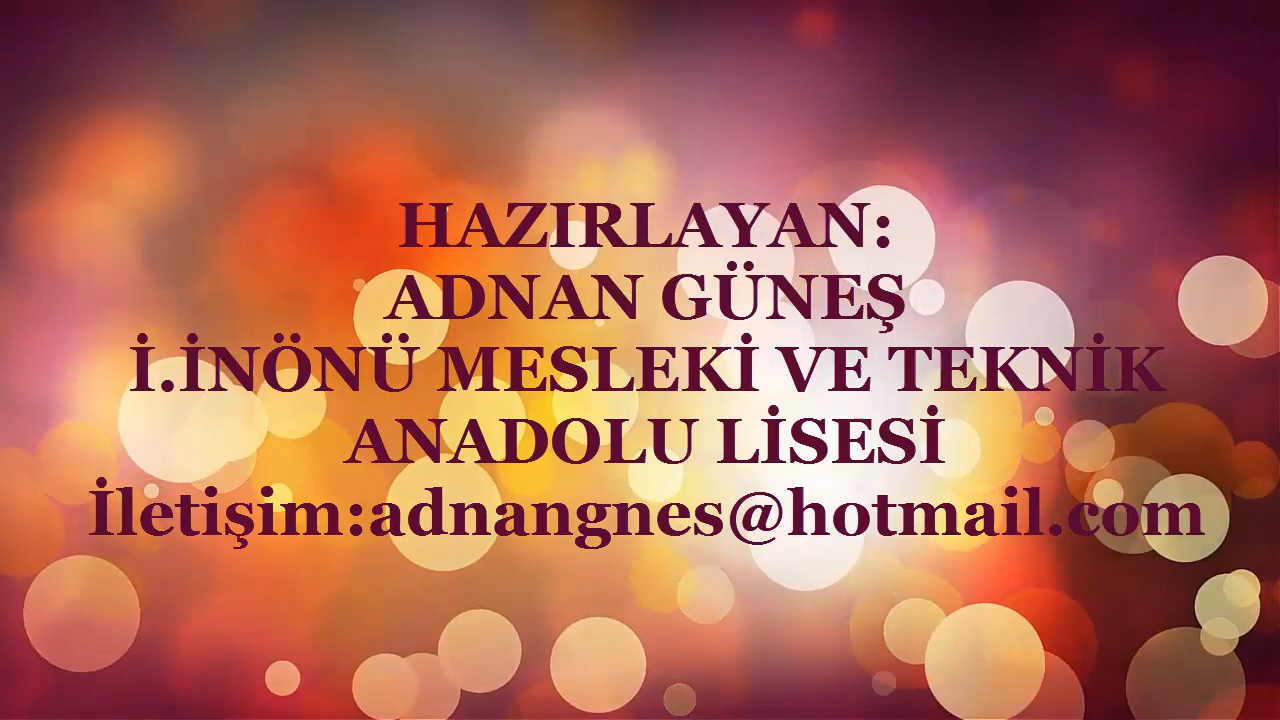 HAZIRLAYAN:
ADNAN GÜNEŞ
İ.İNÖNÜ MESLEKİ VE TEKNİK
ANADOLU LİSESİ
İletişim:adnangnes@hotmail.com